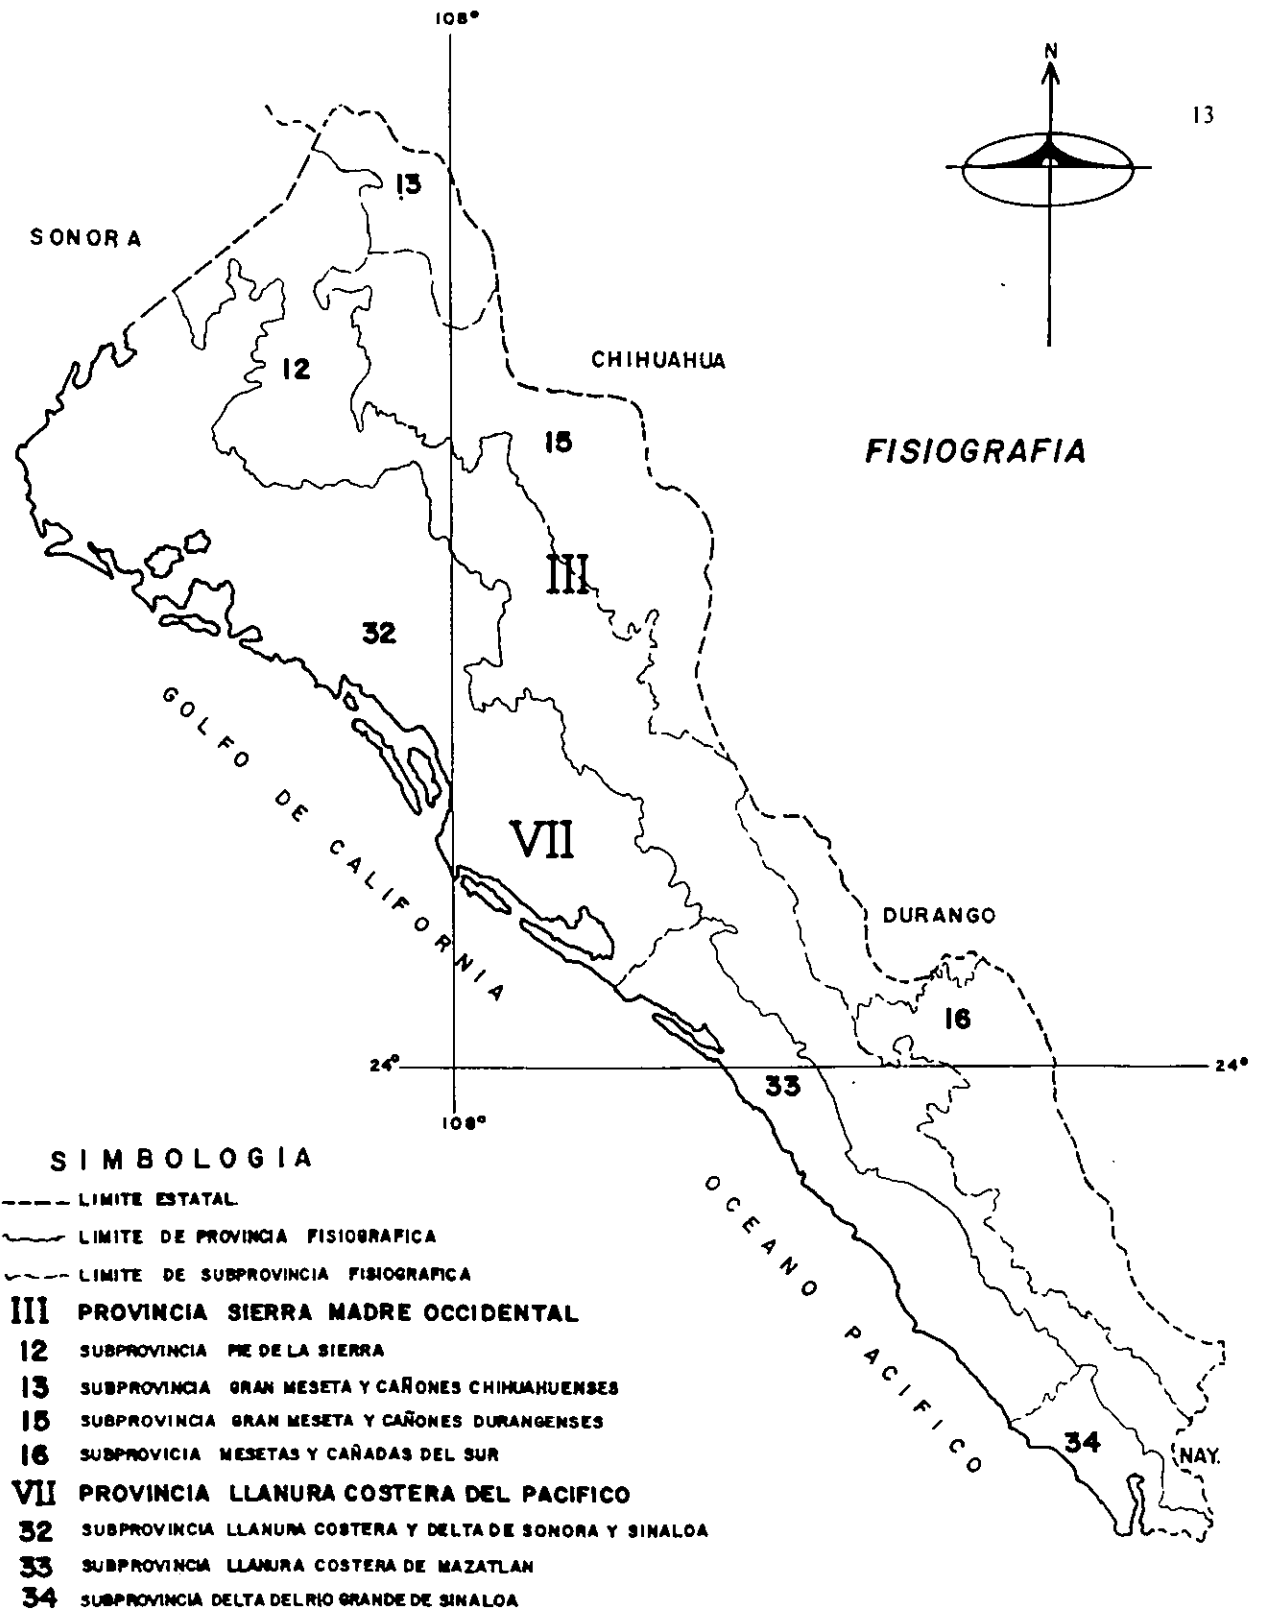 108°
N
13
13
SONORA
CHIHUAHUA
12
15
FISIOGRAFIA
III
32
GOLFO DE CALIFORNIA
VII
DURANGO
16
24°
24°
33
108°
OCEANO PACIFICO
34
NAY.
SIMBOLOGIA
LIMITE ESTATAL
LIMITE DE PROVINCIA FISIOGRAFICA
LIMITE DE SUBPROVINCIA FISIOGRAFICA
III PROVINCIA SIERRA MADRE OCCIDENTAL
12 SUBPROVINCIA PIE DE LA SIERRA
13 SUBPROVINCIA GRAN MESETA Y CAÑONES CHIHUAHUENSES
15 SUBPROVINCIA GRAN MESETA Y CAÑONES DURANGENSES
16 SUBPROVICIA MESETAS Y CAÑADAS DEL SUR
VII PROVINCIA LLANURA COSTERA DEL PACIFICO
32 SUBPROVINCIA LLANURA COSTERA Y DELTA DE SONORA Y SINALOA
33 SUBPROVINCIA LLANURA COSTERA DE MAZATLAN
34 SUBPROVINCIA DELTA DEL RIO GRANDE DE SINALOA